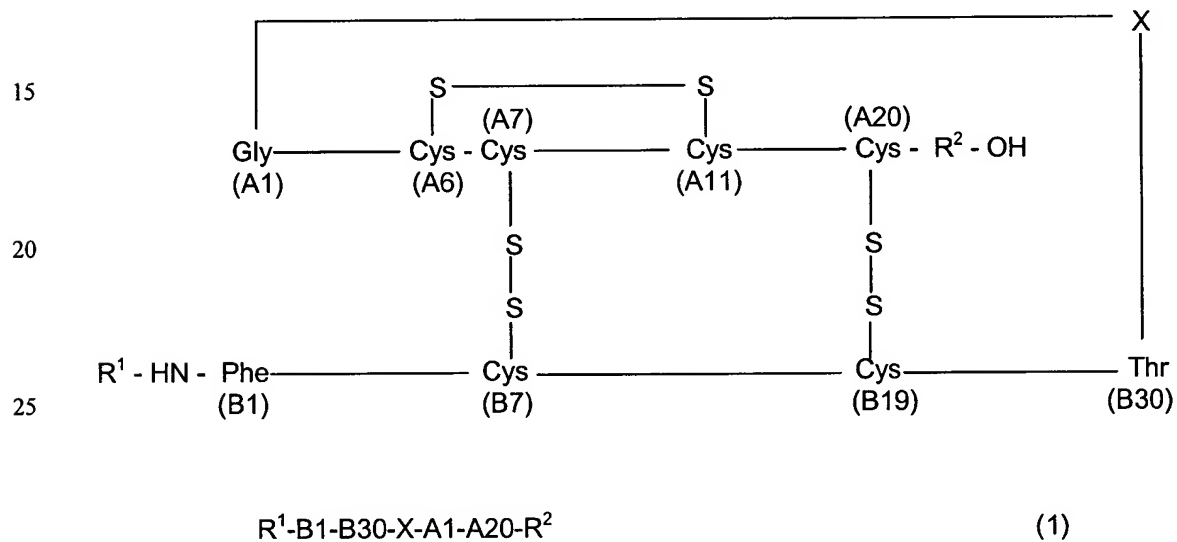 X
15 S S
(A7) (A20)
Gly Cys - Cys Cys Cys - R² - OH
(A1) (A6) (A11)
20 S S
S S
R¹ - HN - Phe Cys Cys Thr
25 (B1) (B7) (B19) (B30)
R¹-B1-B30-X-A1-A20-R² (1)